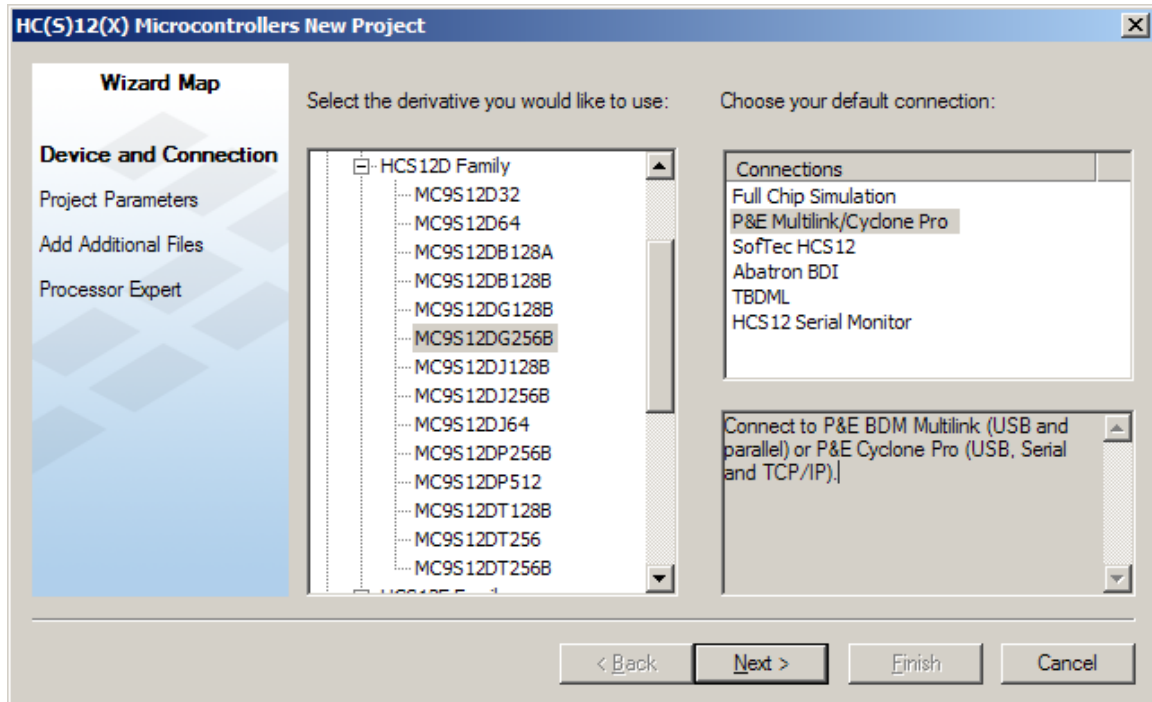 HC(S)12(X) Microcontrollers New Project
Wizard Map
Device and Connection
Project Parameters
Add Additional Files
Processor Expert
Select the derivative you would like to use:
HCS12D Family
MC9S12D32
MC9S12D64
MC9S12DB128A
MC9S12DB128B
MC9S12DG128B
MC9S12DG256B
MC9S12DJ128B
MC9S12DJ256B
MC9S12DJ64
MC9S12DP256B
MC9S12DP512
MC9S12DT128B
MC9S12DT256
MC9S12DT256B
Choose your default connection:
Connections
Full Chip Simulation
P&E Multilink/Cyclone Pro
SofTec HCS12
Abatron BDI
TBDML
HCS12 Serial Monitor
Connect to P&E BDM Multilink (USB and
parallel) or P&E Cyclone Pro (USB, Serial
and TCP/IP).
< Back
Next >
Finish
Cancel